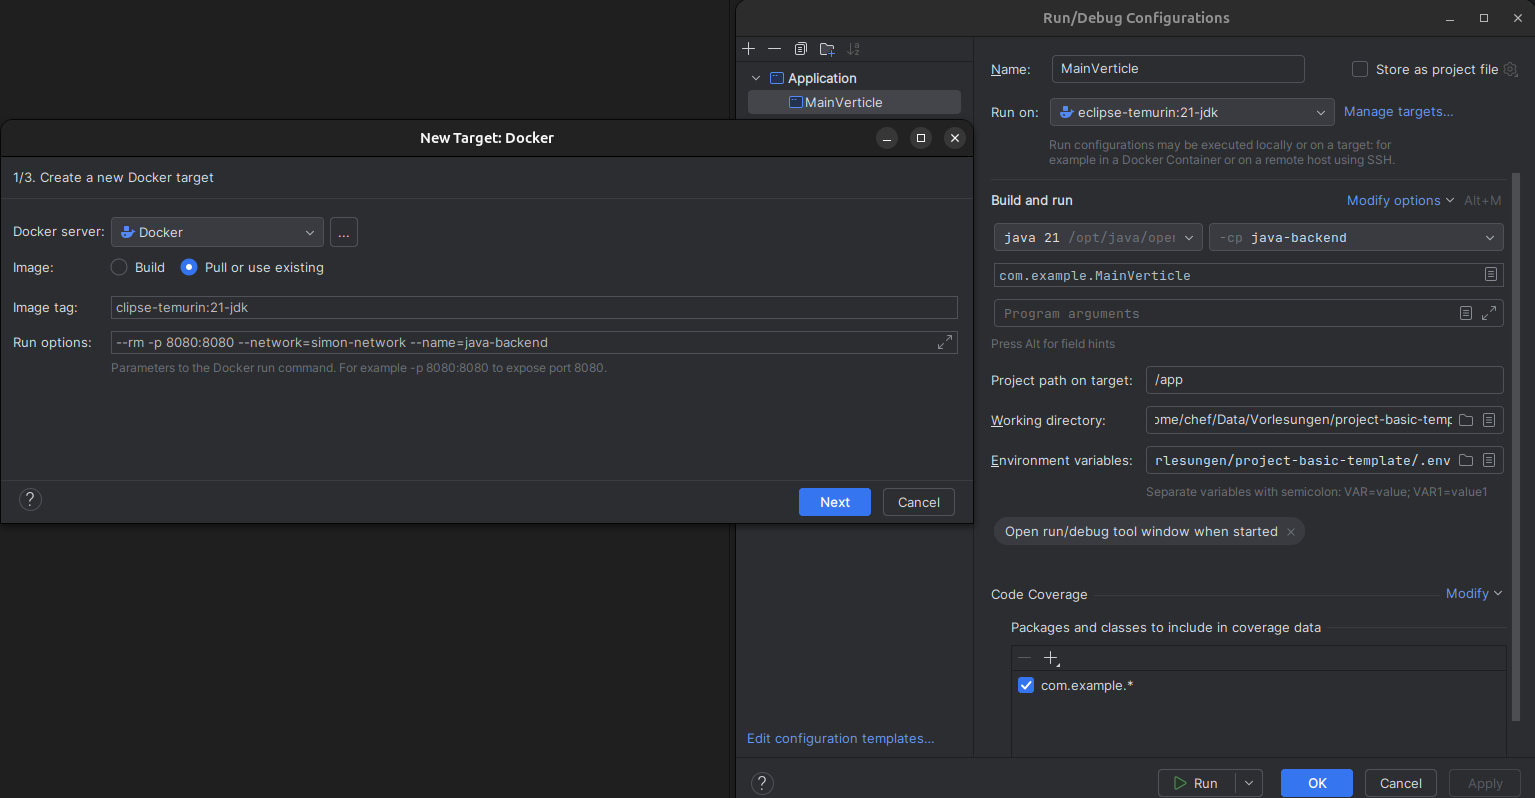 New Target: Docker
1/3. Create a new Docker target
Docker server:
Docker
...
Image:
Build
Pull or use existing
Image tag:
clipse-temurin:21-jdk
Run options:
--rm -p 8080:8080 --network=simon-network --name=java-backend
Parameters to the Docker run command. For example -p 8080:8080 to expose port 8080.
?
Next
Cancel
Run/Debug Configurations
Application
MainVerticle
Edit configuration templates...
Name:
MainVerticle
Store as project file
Run on:
eclipse-temurin:21-jdk
Manage targets...
Run configurations may be executed locally or on a target: for
example in a Docker Container or on a remote host using SSH.
Build and run
Modify options
Alt+M
java 21 /opt/java/oper
-cp java-backend
com.example.MainVerticle
Program arguments
Press Alt for field hints
Project path on target:
/app
Working directory:
ome/chef/Data/Vorlesungen/project-basic-temp
Environment variables:
rlesungen/project-basic-template/.env
Separate variables with semicolon: VAR=value; VAR1=value1
Open run/debug tool window when started
Code Coverage
Modify
Packages and classes to include in coverage data
com.example.*
?
Run
OK
Cancel
Apply